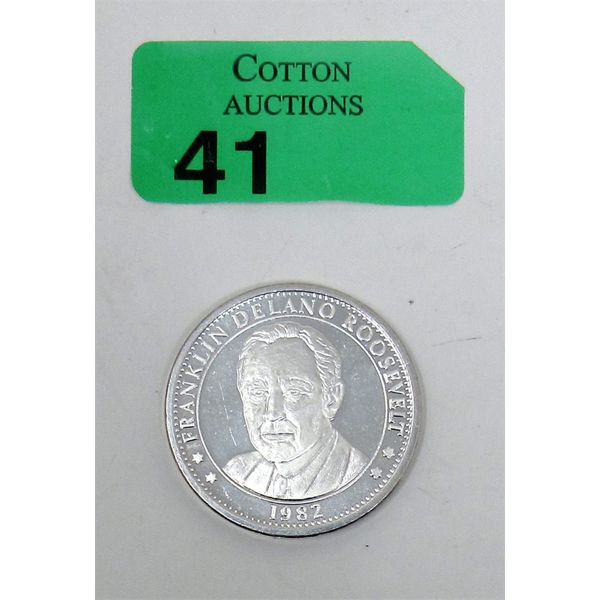 COTTON
AUCTIONS
41
FRANKLIN DELANO ROOSEVELT
1982